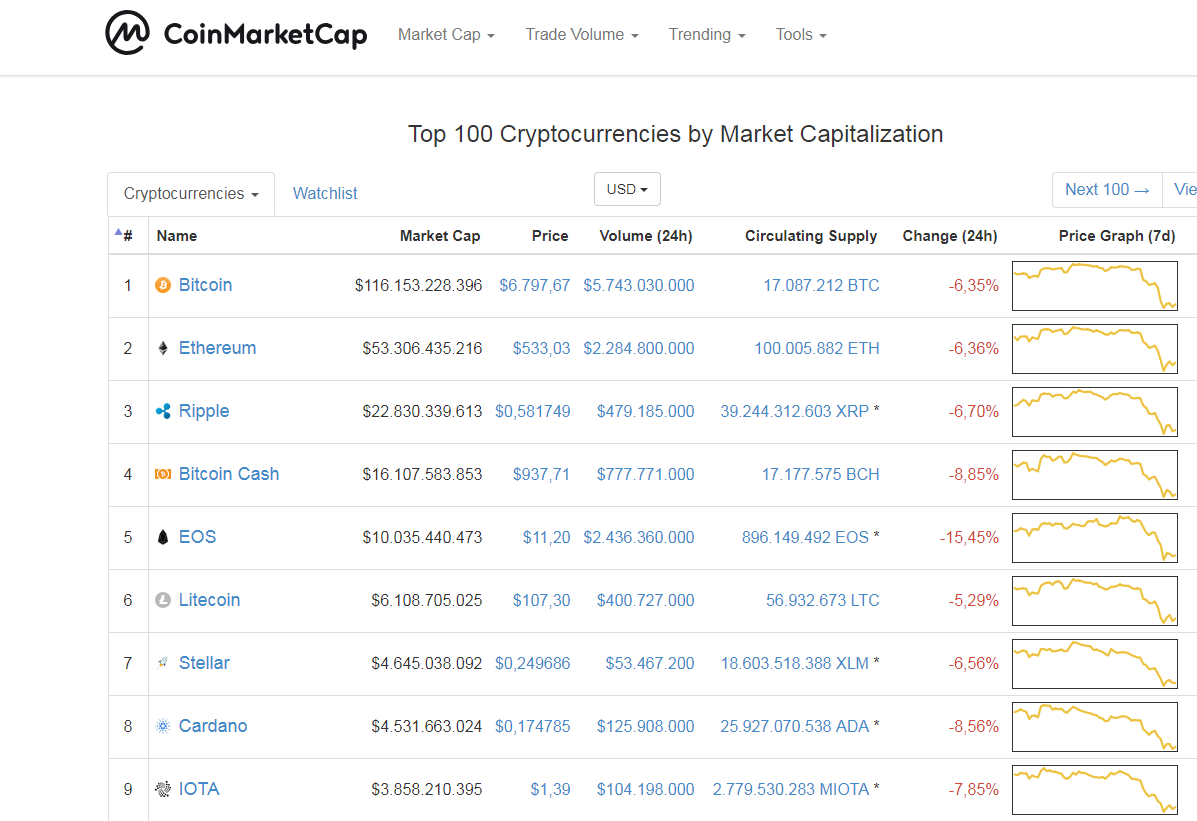 CoinMarketCap Market Cap Trade Volume Trending Tools
Top 100 Cryptocurrencies by Market Capitalization
Cryptocurrencies Watchlist USD Next 100 → Vie
# Name Market Cap Price Volume (24h) Circulating Supply Change (24h) Price Graph (7d)
1 Bitcoin $116.153.228.396 $6.797,67 $5.743.030.000 17.087.212 BTC -6,35%
2 Ethereum $53.306.435.216 $533,03 $2.284.800.000 100.005.882 ETH -6,36%
3 Ripple $22.830.339.613 $0,581749 $479.185.000 39.244.312.603 XRP * -6,70%
4 Bitcoin Cash $16.107.583.853 $937,71 $777.771.000 17.177.575 BCH -8,85%
5 EOS $10.035.440.473 $11,20 $2.436.360.000 896.149.492 EOS * -15,45%
6 Litecoin $6.108.705.025 $107,30 $400.727.000 56.932.673 LTC -5,29%
7 Stellar $4.645.038.092 $0,249686 $53.467.200 18.603.518.388 XLM * -6,56%
8 Cardano $4.531.663.024 $0,174785 $125.908.000 25.927.070.538 ADA * -8,56%
9 IOTA $3.858.210.395 $1,39 $104.198.000 2.779.530.283 MIOTA * -7,85%